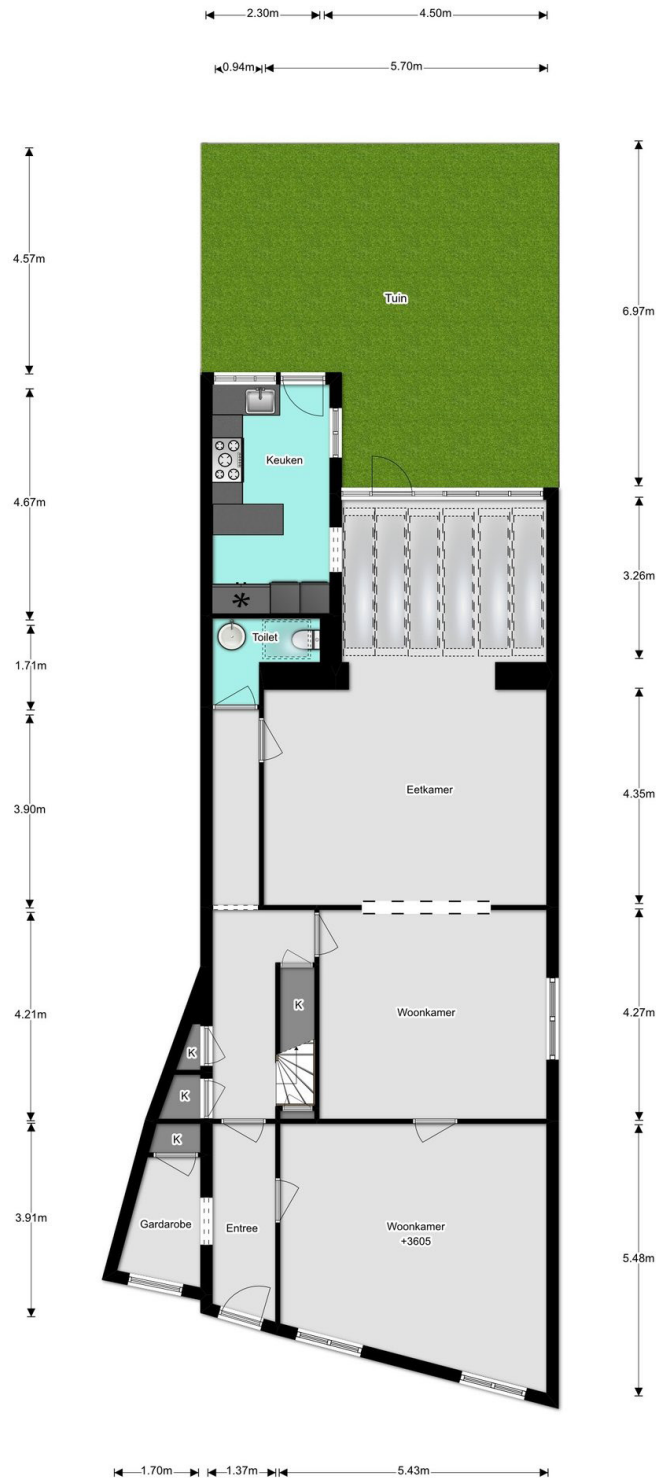 2.30m 4.50m
0.94m 5.70m
4.57m
Tuin
6.97m
Keuken
4.67m
3.26m
Toilet
1.71m
Eetkamer
4.35m
3.90m
K
Woonkamer
4.21m
4.27m
K
K
K
Gardarobe
Entree
Woonkamer
+3605
3.91m
5.48m
1.70m 1.37m 5.43m